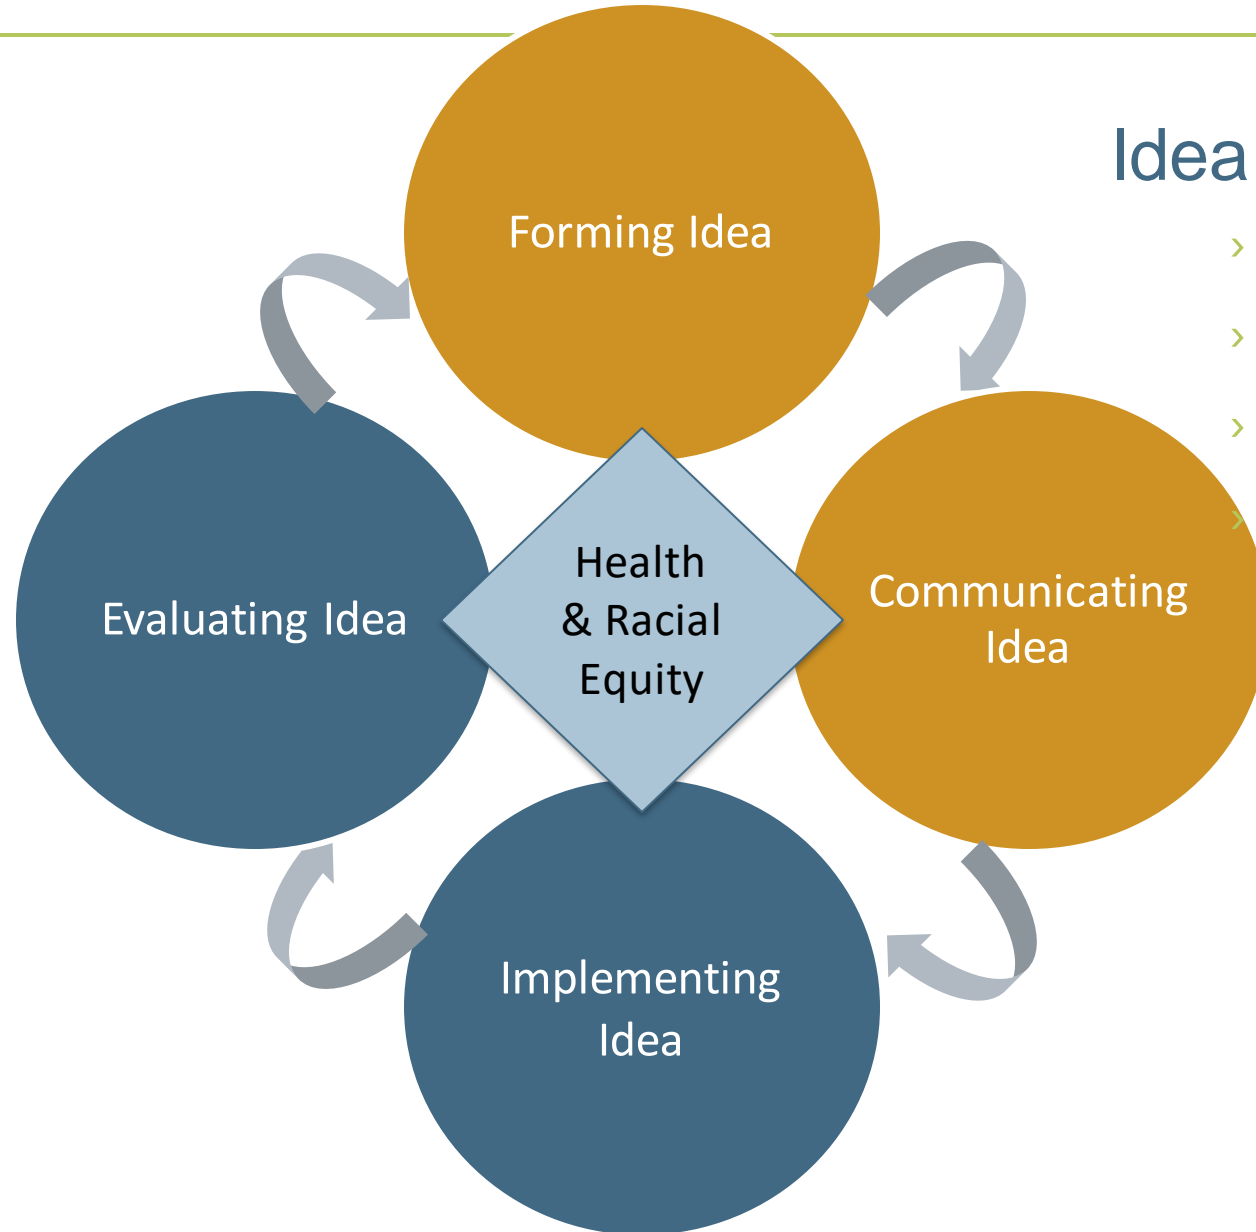 Idea
›
›
›
›
Forming Idea
Communicating
Idea
Implementing
Idea
Evaluating Idea
Health
& Racial
Equity